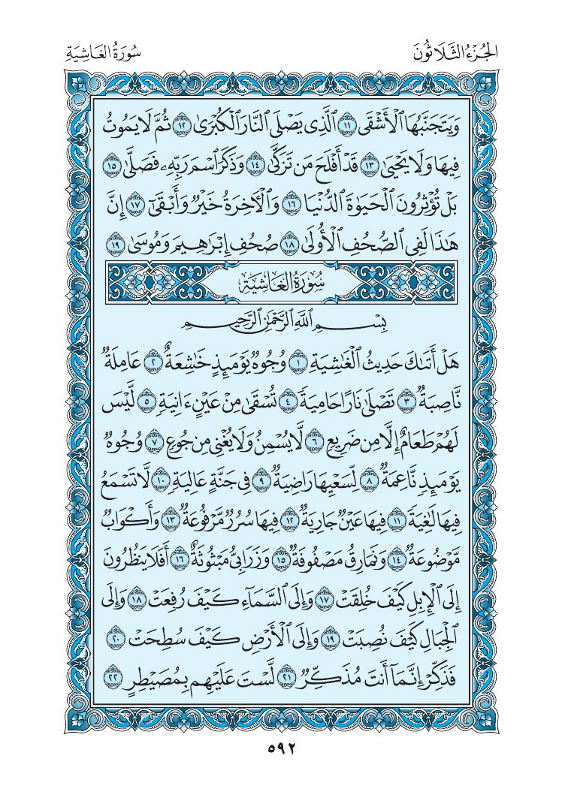 الجُزْءُ الثَّلَاثُونَ
سُورَةُ الغَاشِيَةِ
وَيَتَجَنَّبُهَا ٱلْأَشْقَى ١١ ٱلَّذِى يَصْلَى ٱلنَّارَ ٱلْكُبْرَىٰ ١٢ ثُمَّ لَا يَمُوتُ
فِيهَا وَلَا يَحْيَىٰ ١٣ قَدْ أَفْلَحَ مَن تَزَكَّىٰ ١٤ وَذَكَرَ ٱسْمَ رَبِّهِۦ فَصَلَّىٰ ١٥
بَلْ تُؤْثِرُونَ ٱلْحَيَوٰةَ ٱلدُّنْيَا ١٦ وَٱلْأَخِرَةُ خَيْرٌ وَأَبْقَىٰٓ ١٧ إِنَّ
هَٰذَا لَفِى ٱلصُّحُفِ ٱلْأُولَىٰ ١٨ صُحُفِ إِبْرَٰهِيمَ وَمُوسَىٰ ١٩
سُورَةُ الغَاشِيَةِ
بِسْمِ ٱللَّهِ ٱلرَّحْمَٰنِ ٱلرَّحِيمِ
هَلْ أَتَىٰكَ حَدِيثُ ٱلْغَٰشِيَةِ ١ وُجُوهٌ يَوْمَئِذٍ خَٰشِعَةٌ ٢ عَامِلَةٌ
نَّاصِبَةٌ ٣ تَصْلَىٰ نَارًا حَامِيَةً ٤ تُسْقَىٰ مِنْ عَيْنٍ ءَانِيَةٍ ٥ لَّيْسَ
لَهُمْ طَعَامٌ إِلَّا مِن ضَرِيعٍ ٦ لَّا يُسْمِنُ وَلَا يُغْنِى مِن جُوعٍ ٧ وُجُوهٌ
يَوْمَئِذٍ نَّاعِمَةٌ ٨ لِّسَعْيِهَا رَاضِيَةٌ ٩ فِى جَنَّةٍ عَالِيَةٍ ١٠ لَّا تَسْمَعُ
فِيهَا لَٰغِيَةً ١١ فِيهَا عَيْنٌ جَارِيَةٌ ١٢ فِيهَا سُرُرٌ مَّرْفُوعَةٌ ١٣ وَأَكْوَابٌ
مَّوْضُوعَةٌ ١٤ وَنَمَارِقُ مَصْفُوفَةٌ ١٥ وَزَرَابِىُّ مَبْثُوثَةٌ ١٦ أَفَلَا يَنظُرُونَ
إِلَى ٱلْإِبِلِ كَيْفَ خُلِقَتْ ١٧ وَإِلَى ٱلسَّمَآءِ كَيْفَ رُفِعَتْ ١٨ وَإِلَى
ٱلْجِبَالِ كَيْفَ نُصِبَتْ ١٩ وَإِلَى ٱلْأَرْضِ كَيْفَ سُطِحَتْ ٢٠
فَذَكِّرْ إِنَّمَآ أَنتَ مُذَكِّرٌ ٢١ لَّسْتَ عَلَيْهِم بِمُصَيْطِرٍ ٢٢
٥٩٢